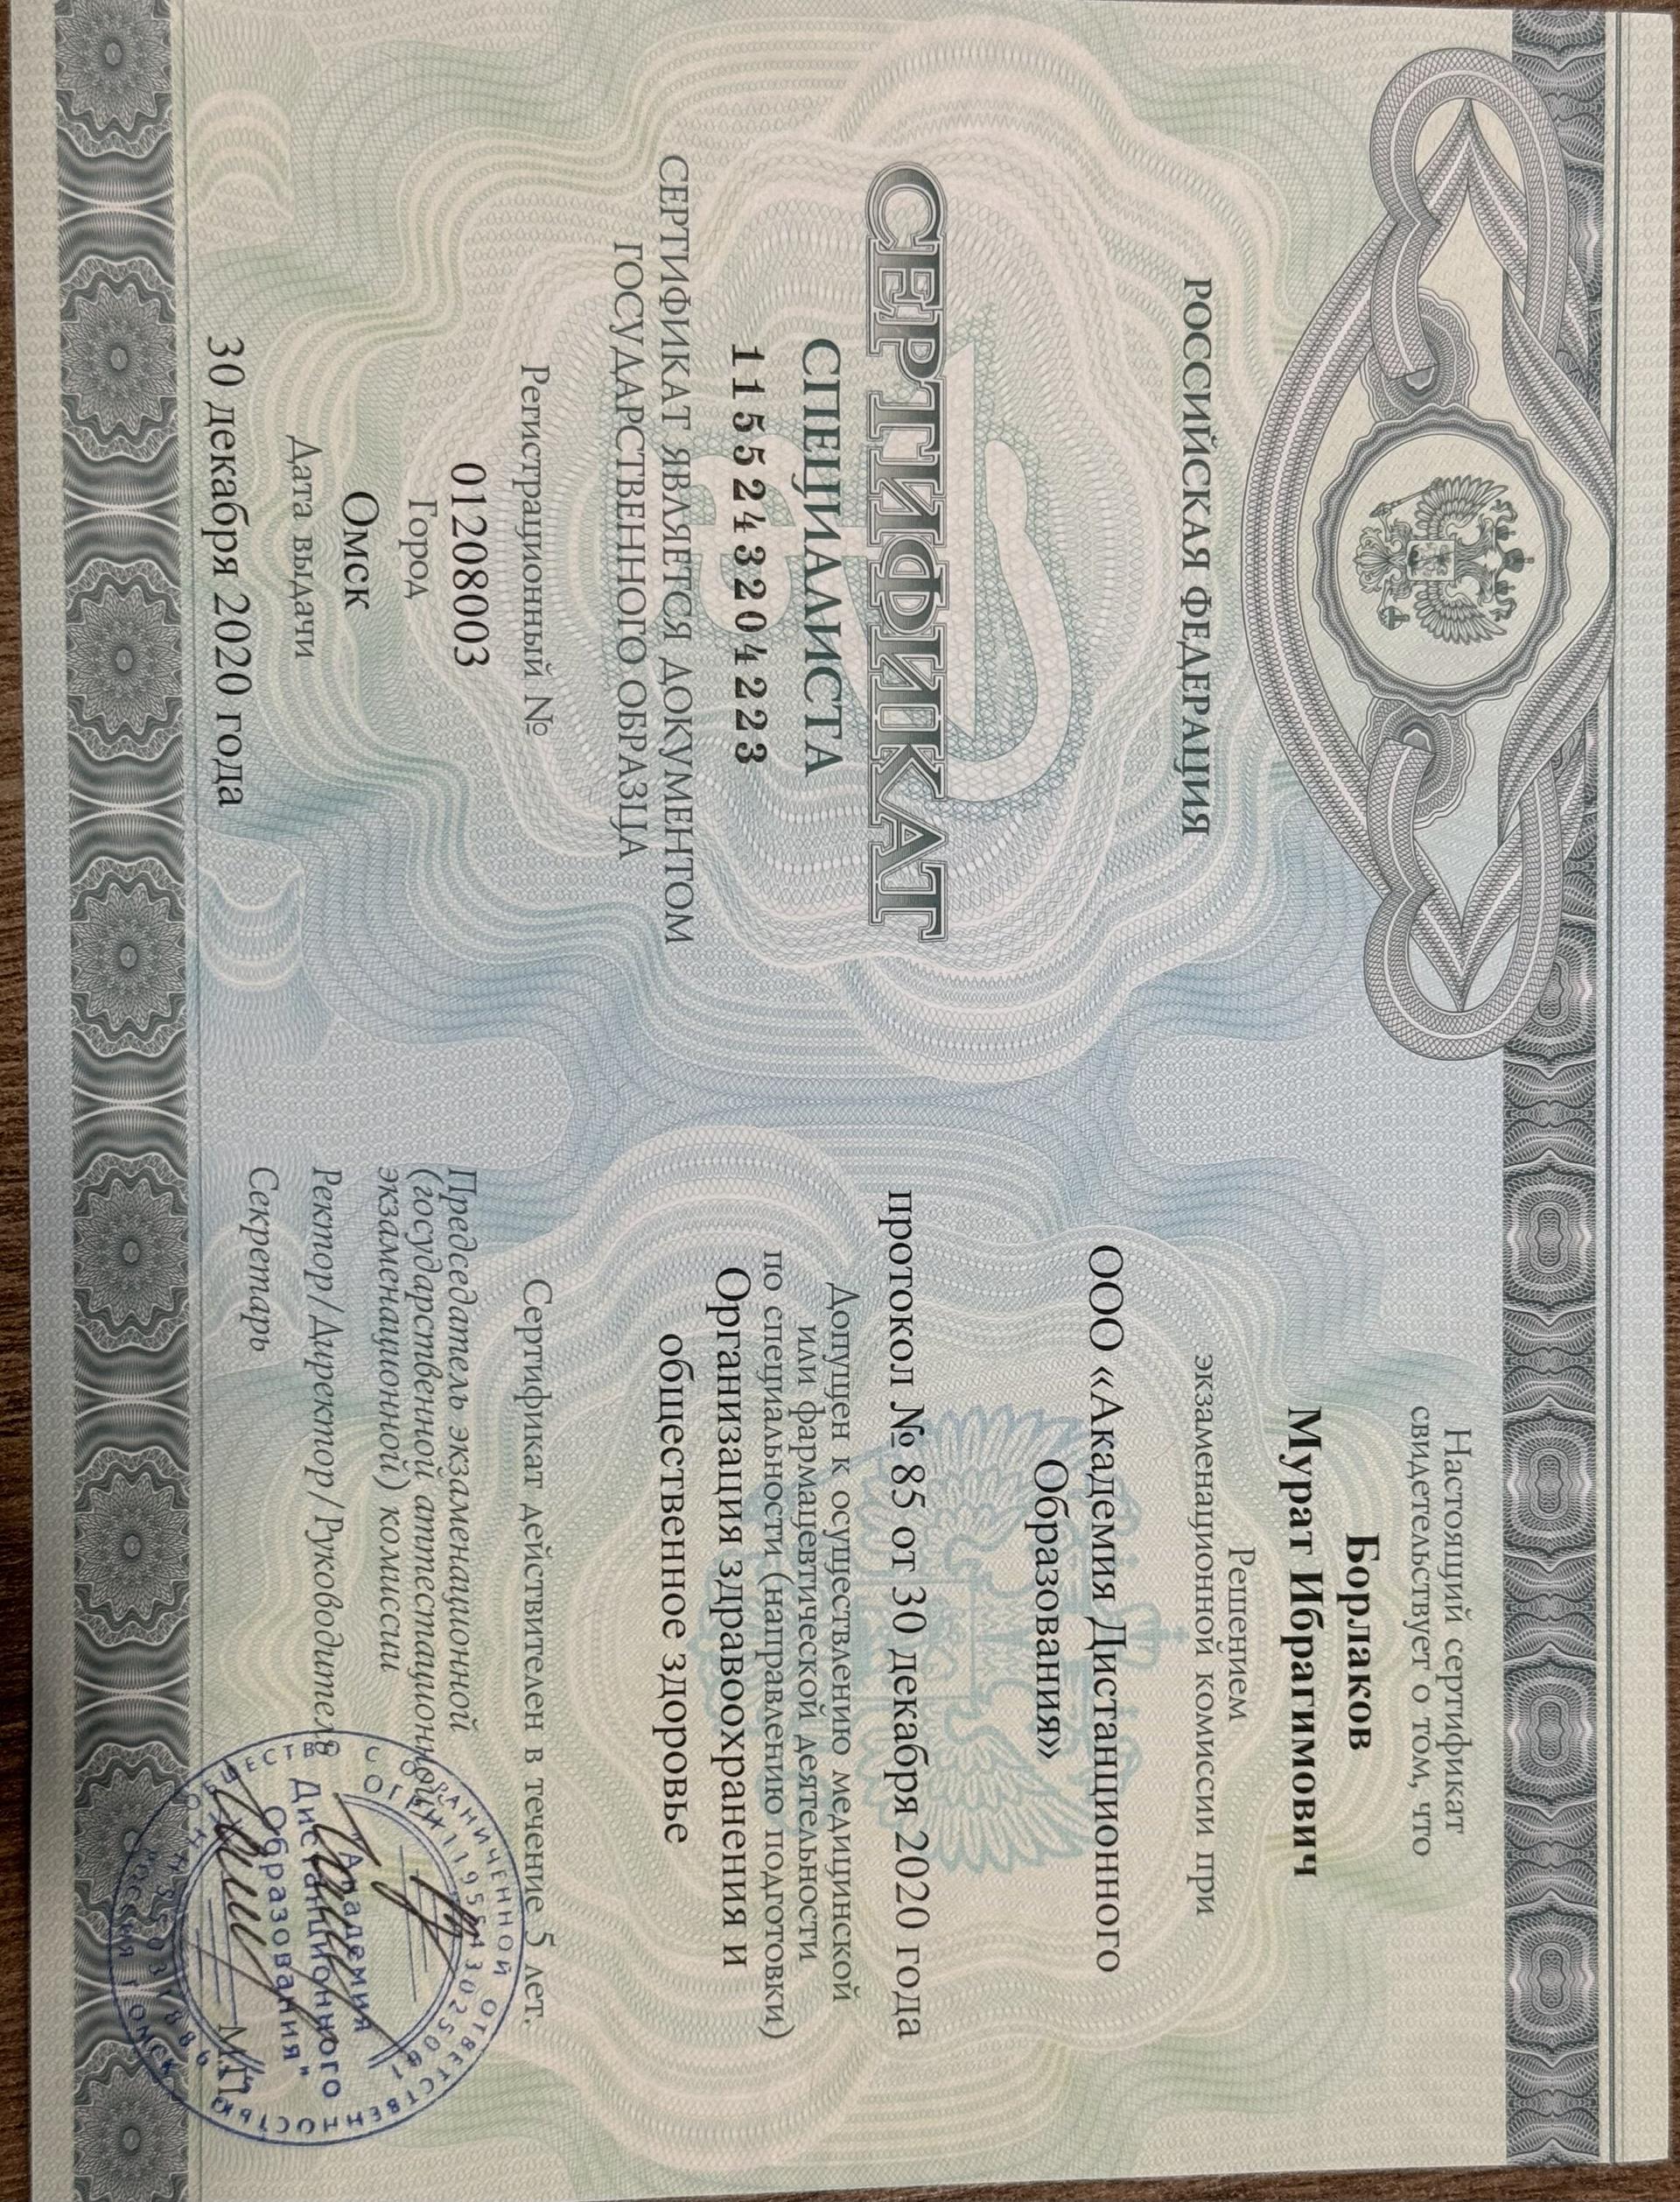 РОССИЙСКАЯ ФЕДЕРАЦИЯ
СЕРТИФИКАТ
СПЕЦИАЛИСТА
1155243204223
СЕРТИФИКАТ ЯВЛЯЕТСЯ ДОКУМЕНТОМ
ГОСУДАРСТВЕННОГО ОБРАЗЦА
Регистрационный №
01208003
Город
Омск
Дата выдачи
30 декабря 2020 года
Настоящий сертификат
свидетельствует о том, что
Борлаков
Мурат Ибрагимович
Решением
экзаменационной комиссии при
ООО «Академия Дистанционного
Образования»
протокол № 85 от 30 декабря 2020 года
Допущен к осуществлению медицинской
или фармацевтической деятельности
по специальности (направлению подготовки)
Организация здравоохранения и
общественное здоровье
Сертификат действителен в течение 5 лет.
Председатель экзаменационной
(государственной аттестационной
экзаменационной) комиссии
Ректор/Директор/Руководитель
Секретарь
М.П.
ОБЩЕСТВО С ОГРАНИЧЕННОЙ ОТВЕТСТВЕННОСТЬЮ
"Академия
Дистанционного
Образования"